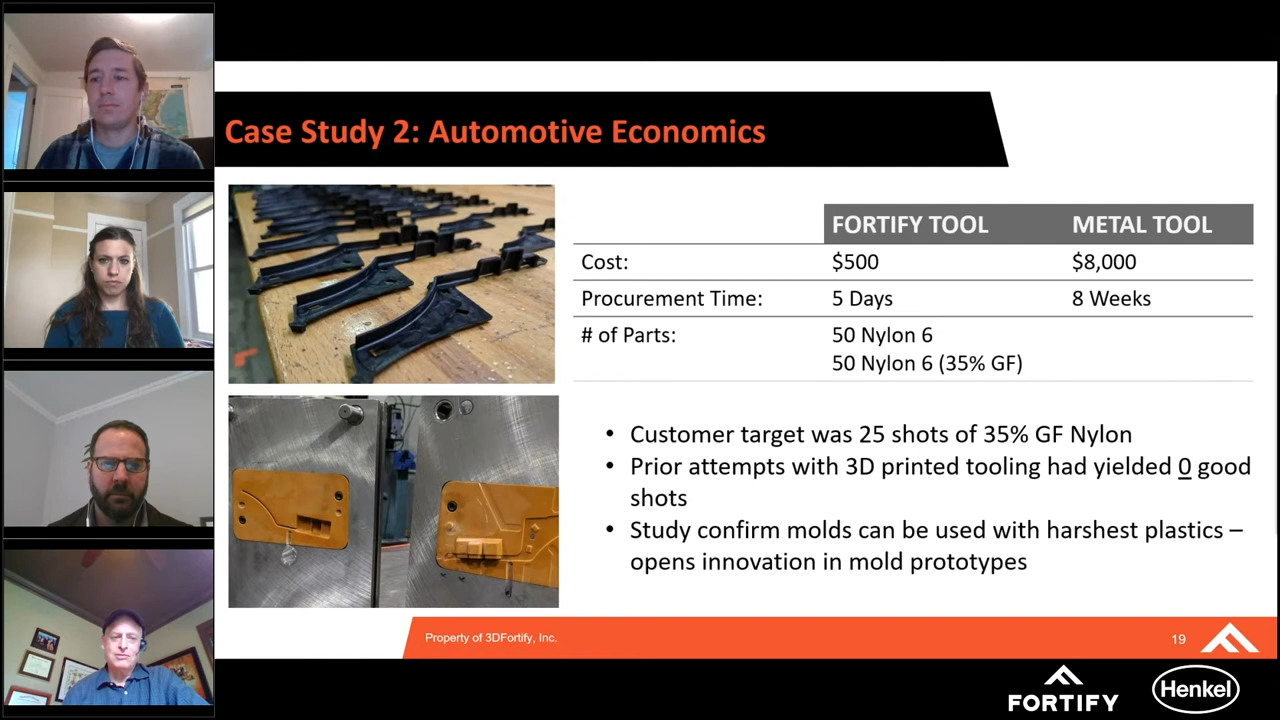 Case Study 2: Automotive Economics
FORTIFY TOOL METAL TOOL
Cost: $500 $8,000
Procurement Time: 5 Days 8 Weeks
# of Parts: 50 Nylon 6
50 Nylon 6 (35% GF)
• Customer target was 25 shots of 35% GF Nylon
• Prior attempts with 3D printed tooling had yielded 0 good
shots
• Study confirm molds can be used with harshest plastics –
opens innovation in mold prototypes
Property of 3DFortify, Inc.
19
FORTIFY
Henkel